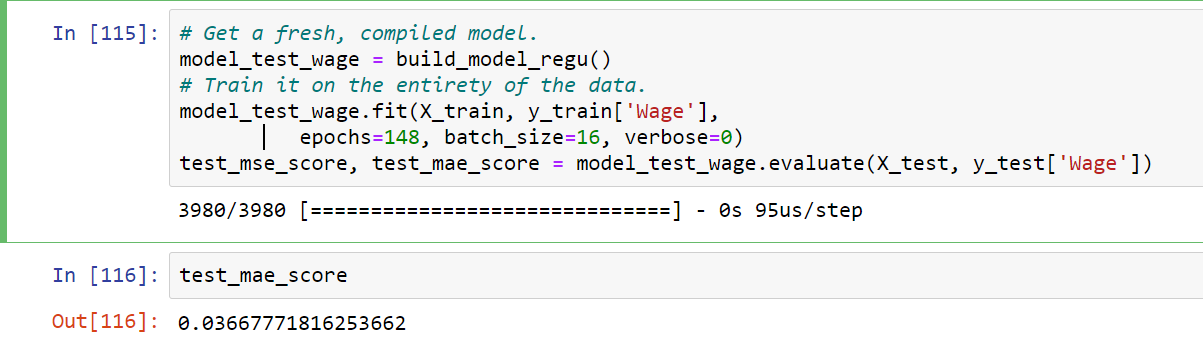 In [115]: # Get a fresh, compiled model.
model_test_wage = build_model_regu()
# Train it on the entirety of the data.
model_test_wage.fit(X_train, y_train['Wage'],
epochs=148, batch_size=16, verbose=0)
test_mse_score, test_mae_score = model_test_wage.evaluate(X_test, y_test['Wage'])
3980/3980 [==============================] - 0s 95us/step
In [116]: test_mae_score
Out[116]: 0.03667771816253662